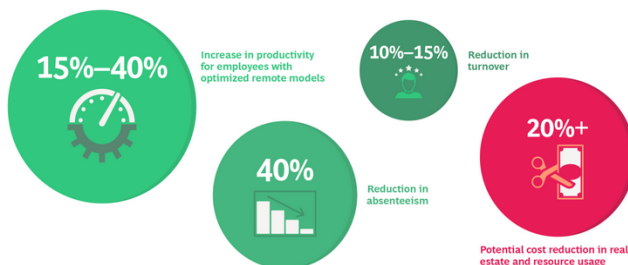 15%–40%
Increase in productivity
for employees with
optimized remote models
10%–15%
Reduction in
turnover
40%
Reduction in
absenteeism
20%+
Potential cost reduction in real
estate and resource usage